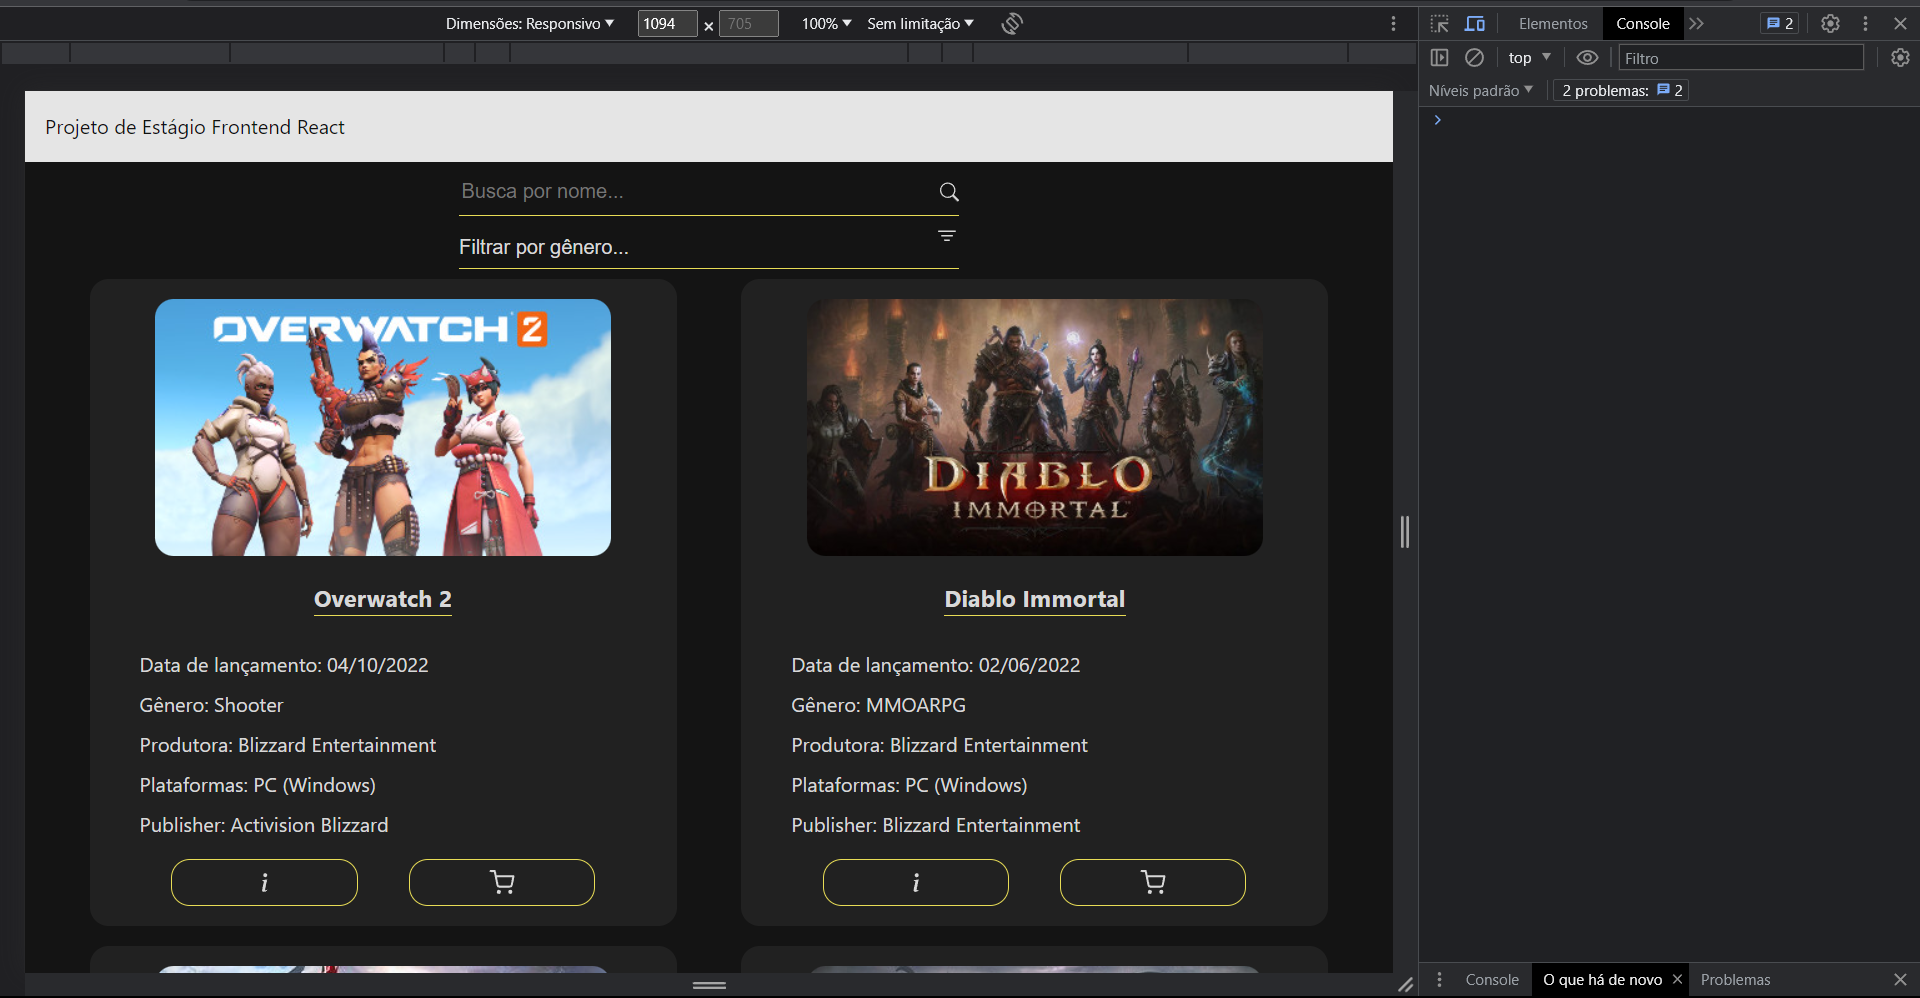 Dimensões: Responsivo 1094 × 705 100% Sem limitação
Elementos Console 2
top Filtro
Níveis padrão 2 problemas: 2
Projeto de Estágio Frontend React
Busca por nome...
Filtrar por gênero...
OVERWATCH 2
DIABLO
IMMORTAL
Overwatch 2
Data de lançamento: 04/10/2022
Gênero: Shooter
Produtora: Blizzard Entertainment
Plataformas: PC (Windows)
Publisher: Activision Blizzard
i
Diablo Immortal
Data de lançamento: 02/06/2022
Gênero: MMOARPG
Produtora: Blizzard Entertainment
Plataformas: PC (Windows)
Publisher: Blizzard Entertainment
i
Console O que há de novo Problemas